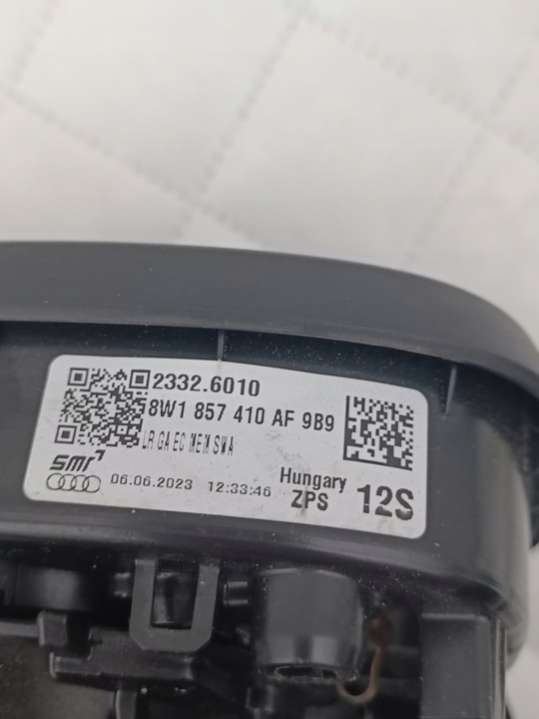 2332.6010
8W1 857 410 AF 9B9
LR GA EC MEM SWA
smr
06.06.2023 12:33:46
Hungary
ZPS 12S